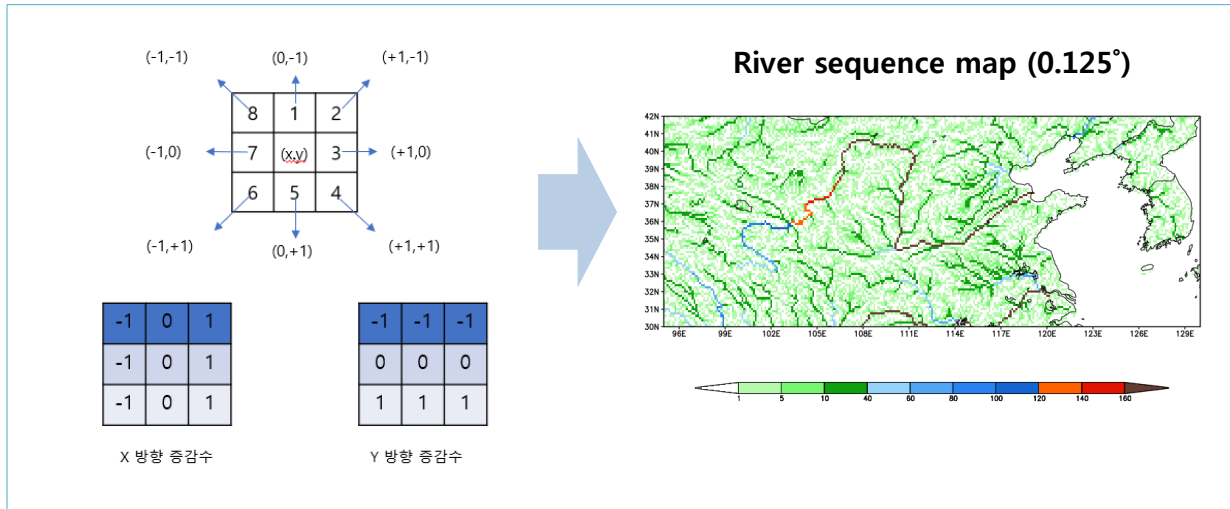 (-1,-1) (0,-1) (+1,-1)
8 1 2
(-1,0) 7 (x,y) 3 (+1,0)
6 5 4
(-1,+1) (0,+1) (+1,+1)
-1 0 1
-1 0 1
-1 0 1
X 방향 증감수
-1 -1 -1
0 0 0
1 1 1
Y 방향 증감수
River sequence map (0.125°)
42N
41N
40N
39N
38N
37N
36N
35N
34N
33N
32N
31N
30N
96E 99E 102E 105E 108E 111E 114E 117E 120E 123E 126E 129E
1 5 10 40 60 80 100 120 140 160